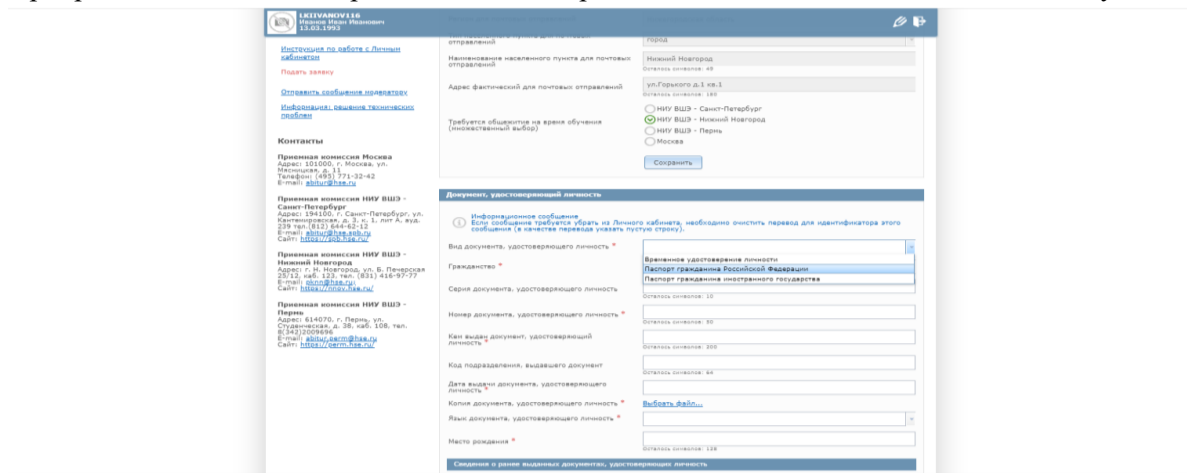 LKIIVANOV116
Иванов Иван Иванович
13.03.1993
Инструкция по работе с Личным
кабинетом
Подать заявку
Отправить сообщение модератору
Информация: решение технических
проблем
Контакты
Приемная комиссия Москва
Адрес: 101000, г. Москва, ул.
Мясницкая, д. 11
Телефон: (495) 771-32-42
E-mail: abitur@hse.ru
Приемная комиссия НИУ ВШЭ -
Санкт-Петербург
Адрес: 194100, г. Санкт-Петербург, ул.
Кантемировская, д. 3, к. 1, лит А, ауд.
239 тел.(812) 644-62-12
E-mail: abitur@hse.spb.ru
Сайт: https://spb.hse.ru/
Приемная комиссия НИУ ВШЭ -
Нижний Новгород
Адрес: г. Н. Новгород, ул. Б. Печерская
25/12, каб. 123, тел. (831) 416-97-77
E-mail: pknn@hse.ru;
Сайт: https://nnov.hse.ru/
Приемная комиссия НИУ ВШЭ -
Пермь
Адрес: 614070, г. Пермь, ул.
Студенческая, д. 38, каб. 108, тел.
8(342)2009696
E-mail: abitur.perm@hse.ru
Сайт: https://perm.hse.ru/
отправлений
город
Наименование населенного пункта для почтовых
отправлений
Нижний Новгород
Осталось символов: 49
Адрес фактический для почтовых отправлений
ул.Горького д.1 кв.1
Осталось символов: 180
Требуется общежитие на время обучения
(множественный выбор)
НИУ ВШЭ - Санкт-Петербург
НИУ ВШЭ - Нижний Новгород
НИУ ВШЭ - Пермь
Москва
Сохранить
Документ, удостоверяющий личность
Информационное сообщение
Если сообщение требуется убрать из Личного кабинета, необходимо очистить перевод для идентификатора этого
сообщения (в качестве перевода указать пустую строку).
Вид документа, удостоверяющего личность *
Временное удостоверение личности
Паспорт гражданина Российской Федерации
Паспорт гражданина иностранного государства
Гражданство *
Серия документа, удостоверяющего личность
Осталось символов: 10
Номер документа, удостоверяющего личность *
Осталось символов: 50
Кем выдан документ, удостоверяющий
личность *
Осталось символов: 205
Код подразделения, выдавшего документ
Осталось символов: 64
Дата выдачи документа, удостоверяющего
личность *
Копия документа, удостоверяющего личность *
Выбрать файл...
Язык документа, удостоверяющего личность *
Место рождения *
Осталось символов: 128
Сведения о ранее выданных документах, удостоверяющих личность